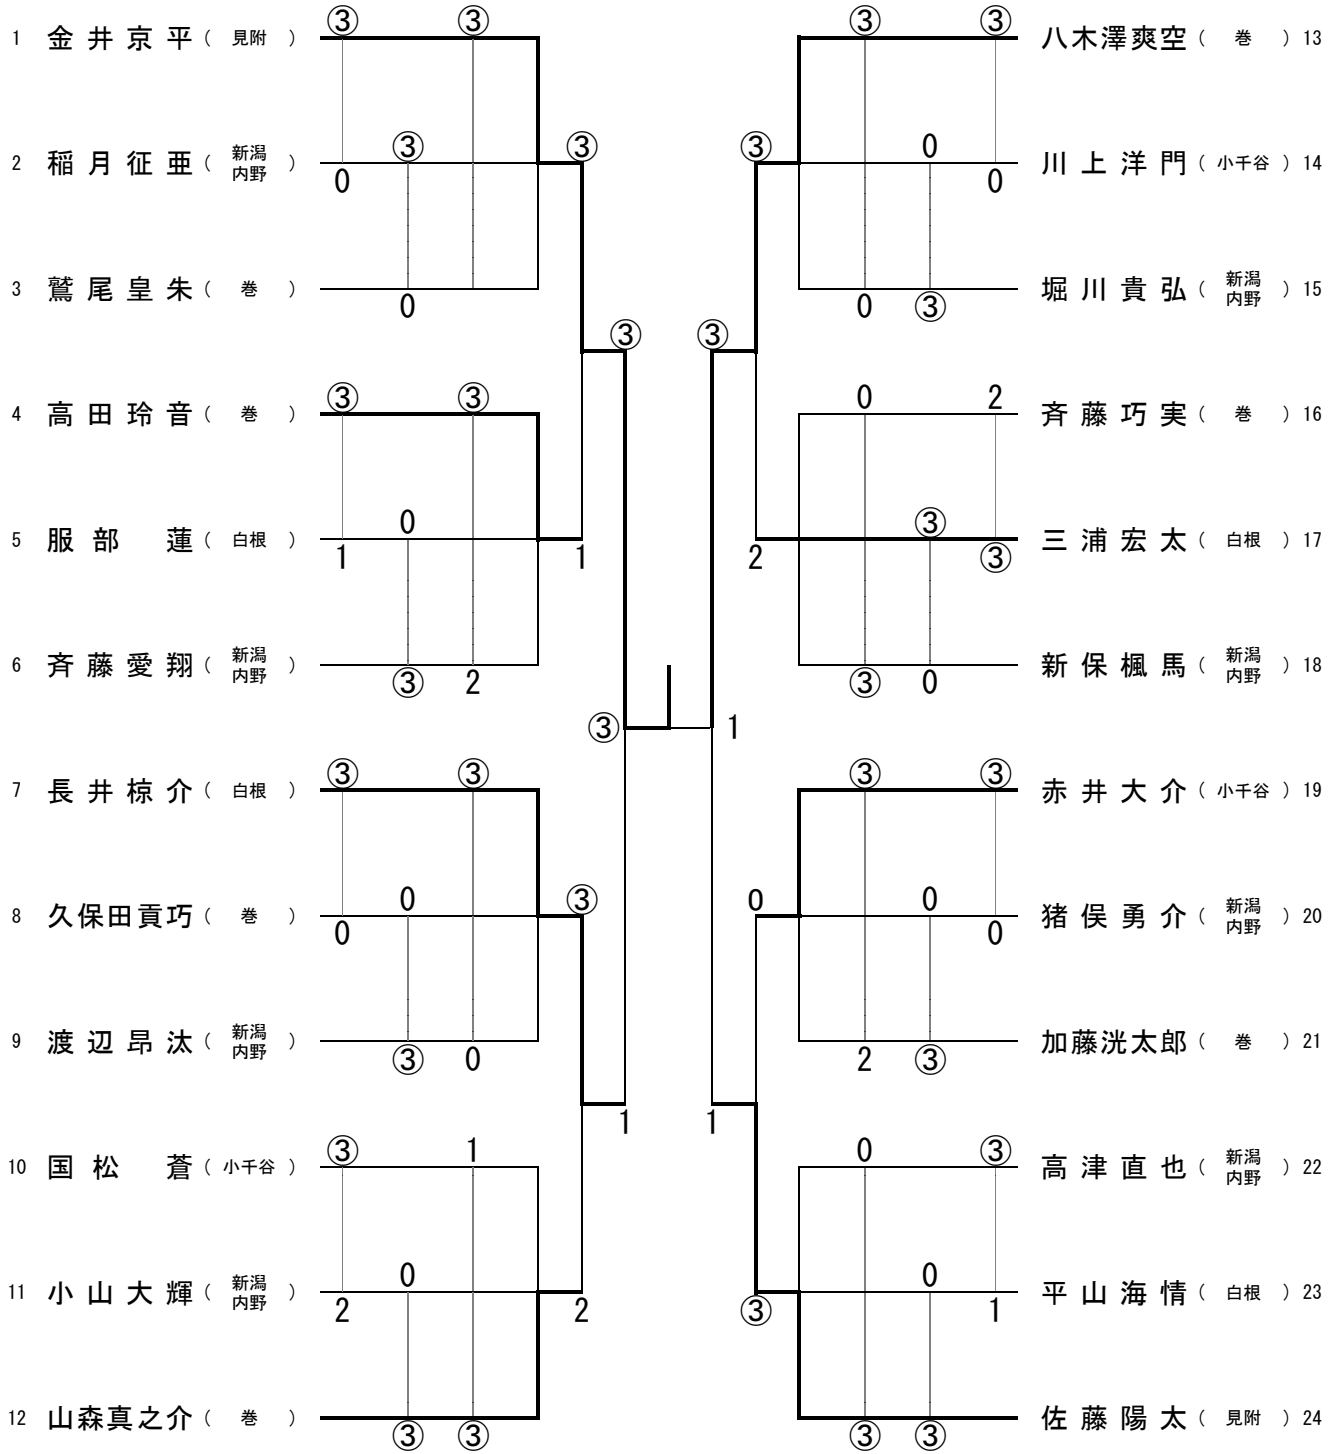 ③ ③ ③ ③
1 金井京平 ( 見附 ) 八木澤爽空 ( 巻 ) 13
③ ③ ③ 0
2 稲月征亜 ( 新潟内野 ) 川上洋門 ( 小千谷 ) 14
0 0
3 鷲尾皇朱 ( 巻 ) 堀川貴弘 ( 新潟内野 ) 15
0 0 ③
③ ③
③ ③ 0 2
4 高田玲音 ( 巻 ) 斉藤巧実 ( 巻 ) 16
0 ③
5 服部 蓮 ( 白根 ) 三浦宏太 ( 白根 ) 17
1 1 2 ③
6 斉藤愛翔 ( 新潟内野 ) 新保楓馬 ( 新潟内野 ) 18
③ 2 ③ 0
③ 1
③ ③ ③ ③
7 長井椋介 ( 白根 ) 赤井大介 ( 小千谷 ) 19
0 ③ 0 0
8 久保田貢巧 ( 巻 ) 猪俣勇介 ( 新潟内野 ) 20
0 0
9 渡辺昂汰 ( 新潟内野 ) 加藤洸太郎 ( 巻 ) 21
③ 0 2 ③
1 1
③ 1 0 ③
10 国松 蒼 ( 小千谷 ) 高津直也 ( 新潟内野 ) 22
0 0
11 小山大輝 ( 新潟内野 ) 平山海情 ( 白根 ) 23
2 2 ③ 1
12 山森真之介 ( 巻 ) 佐藤陽太 ( 見附 ) 24
③ ③ ③ ③